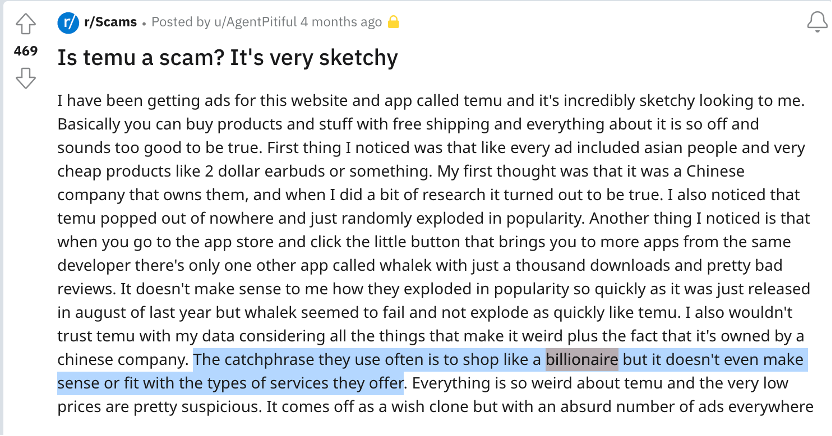 r/ r/Scams • Posted by u/AgentPitiful 4 months ago
469
Is temu a scam? It's very sketchy
I have been getting ads for this website and app called temu and it's incredibly sketchy looking to me.
Basically you can buy products and stuff with free shipping and everything about it is so off and
sounds too good to be true. First thing I noticed was that like every ad included asian people and very
cheap products like 2 dollar earbuds or something. My first thought was that it was a Chinese
company that owns them, and when I did a bit of research it turned out to be true. I also noticed that
temu popped out of nowhere and just randomly exploded in popularity. Another thing I noticed is that
when you go to the app store and click the little button that brings you to more apps from the same
developer there's only one other app called whalek with just a thousand downloads and pretty bad
reviews. It doesn't make sense to me how they exploded in popularity so quickly as it was just released
in august of last year but whalek seemed to fail and not explode as quickly like temu. I also wouldn't
trust temu with my data considering all the things that make it weird plus the fact that it's owned by a
chinese company. The catchphrase they use often is to shop like a billionaire but it doesn't even make
sense or fit with the types of services they offer. Everything is so weird about temu and the very low
prices are pretty suspicious. It comes off as a wish clone but with an absurd number of ads everywhere